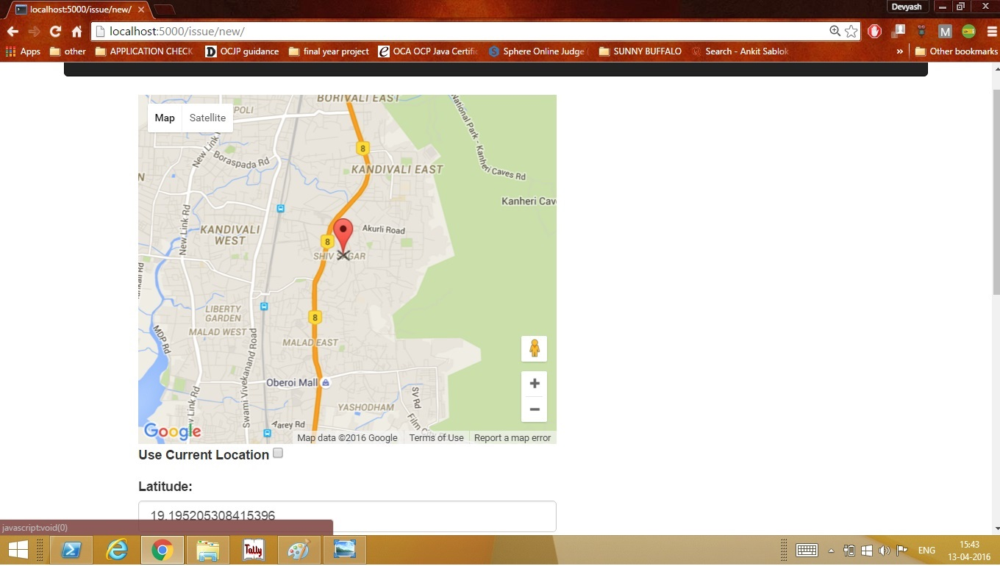 localhost:5000/issue/new/
Devyash
localhost:5000/issue/new/
M
Apps
other
APPLICATION CHECK
OCJP guidance
final year project
OCA OCP Java Certific
Sphere Online Judge
SUNNY BUFFALO
Search - Ankit Sablok
»
Other bookmarks
Map
Satellite
POLI
BORIVALI EAST
National Park - Kanheri Caves Rd
New Link R
Boraspada Rd
8
KANDIVALI EAST
N
Kanheri Cav
New Link Rd
KANDIVALI
WEST
Akurli Road
8
SHIV SAGAR
LIBERTY
GARDEN
MALAD WEST
8
MALAD EAST
MDP Rd
Swami Vivekanand Road
Oberoi Mall
v Link Rd
YASHODHAM
SV Rd
Aarey Rd
Google
Map data ©2016 Google
Terms of Use
Report a map error
Use Current Location
Latitude:
19.195205308415396
javascript:void(0)
Tally
ENG
15:43
13-04-2016